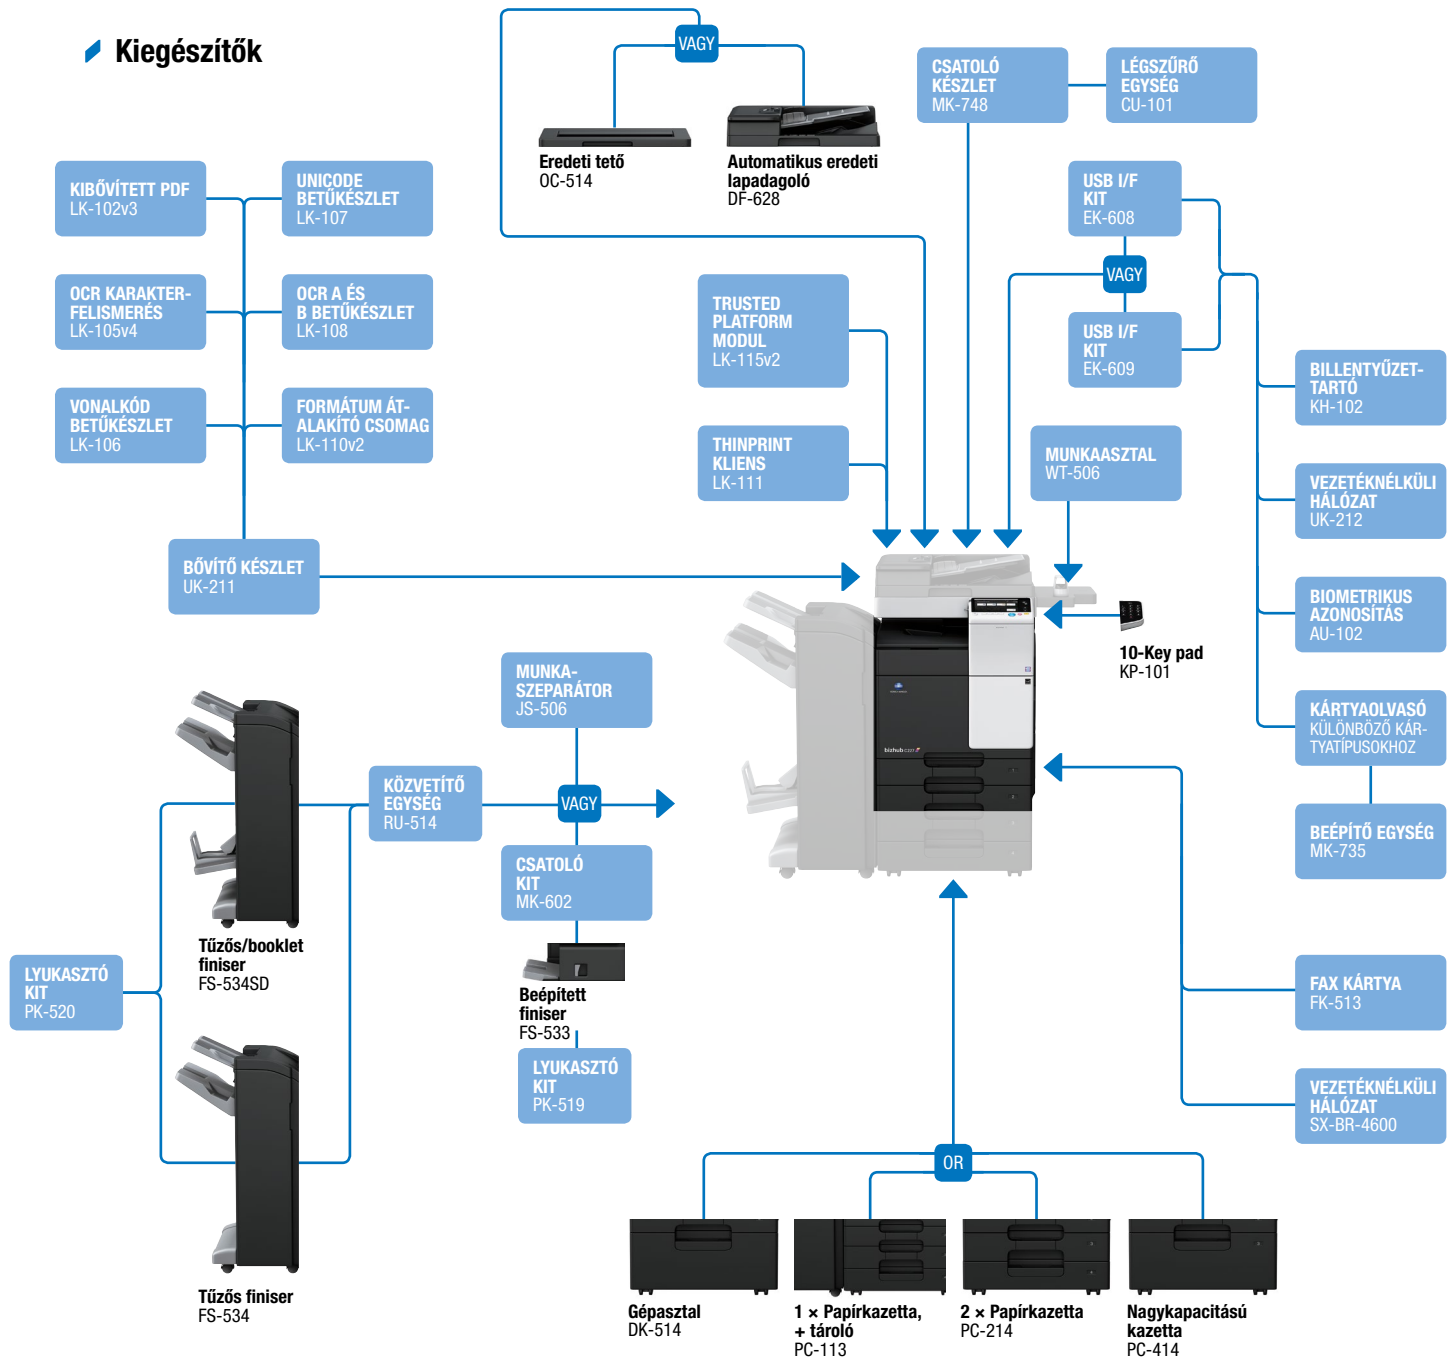 Kiegészítők
VAGY
Eredeti tető
OC-514
Automatikus eredeti
lapadagoló
DF-628
CSATOLÓ
KÉSZLET
MK-748
LÉGSZŰRŐ
EGYSÉG
CU-101
KIBŐVÍTETT PDF
LK-102v3
UNICODE
BETŰKÉSZLET
LK-107
OCR KARAKTER-
FELISMERÉS
LK-105v4
OCR A ÉS
B BETŰKÉSZLET
LK-108
VONALKÓD
BETŰKÉSZLET
LK-106
FORMÁTUM ÁT-
ALAKÍTÓ CSOMAG
LK-110v2
BŐVÍTŐ KÉSZLET
UK-211
TRUSTED
PLATFORM
MODUL
LK-115v2
THINPRINT
KLIENS
LK-111
USB I/F
KIT
EK-608
VAGY
USB I/F
KIT
EK-609
MUNKAASZTAL
WT-506
BILLENTYŰZET-
TARTÓ
KH-102
VEZETÉKNÉLKÜLI
HÁLÓZAT
UK-212
BIOMETRIKUS
AZONOSÍTÁS
AU-102
KÁRTYAOLVASÓ
KÜLÖNBÖZŐ KÁR-
TYATÍPUSOKHOZ
BEÉPÍTŐ EGYSÉG
MK-735
10-Key pad
KP-101
bizhub
MUNKA-
SZEPARÁTOR
JS-506
KÖZVETÍTŐ
EGYSÉG
RU-514
VAGY
CSATOLÓ
KIT
MK-602
Beépített
finiser
FS-533
LYUKASZTÓ
KIT
PK-519
Tűzős/booklet
finiser
FS-534SD
LYUKASZTÓ
KIT
PK-520
Tűzős finiser
FS-534
FAX KÁRTYA
FK-513
VEZETÉKNÉLKÜLI
HÁLÓZAT
SX-BR-4600
OR
Gépasztal
DK-514
1 × Papírkazetta,
+ tároló
PC-113
2 × Papírkazetta
PC-214
Nagykapacitású
kazetta
PC-414